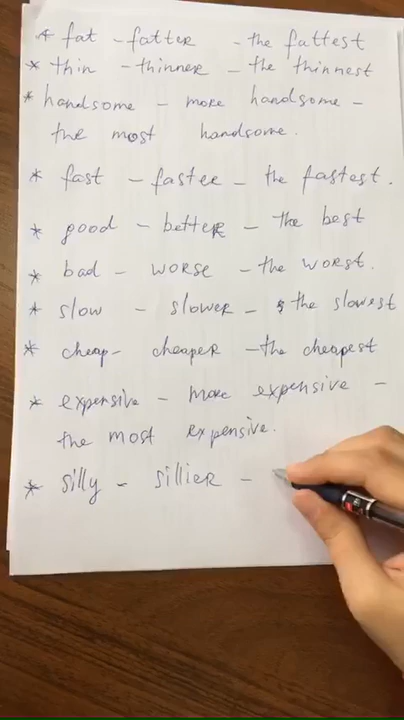 * fat - fatter - the fattest
* thin - thinner - the thinnest
* handsome - more handsome -
the most handsome.
* fast - faster - the fastest.
* good - better - the best
* bad - worse - the worst.
* slow - slower - the slowest
* cheap - cheaper - the cheapest
* expensive - more expensive -
the most expensive.
* silly - sillier -